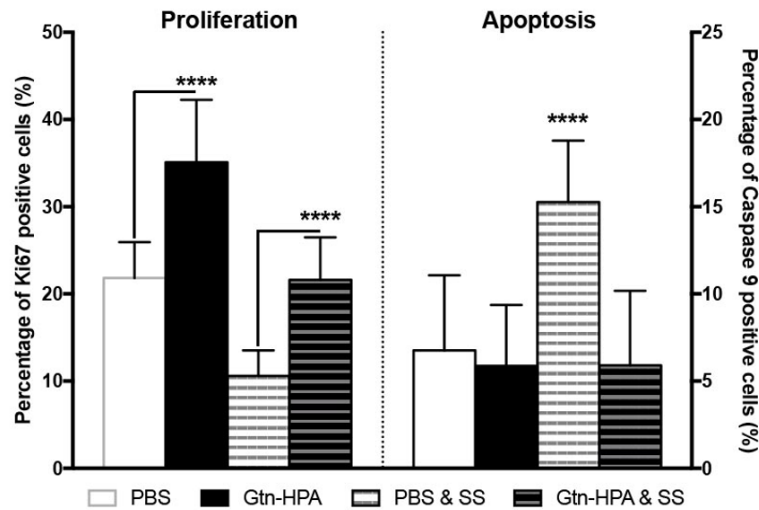 Proliferation
Apoptosis
Percentage of Ki67 positive cells (%)
50
40
30
20
10
0
****
****
****
25
20
15
10
5
0
Percentage of Caspase 9 positive cells (%)
PBS
Gtn-HPA
PBS & SS
Gtn-HPA & SS